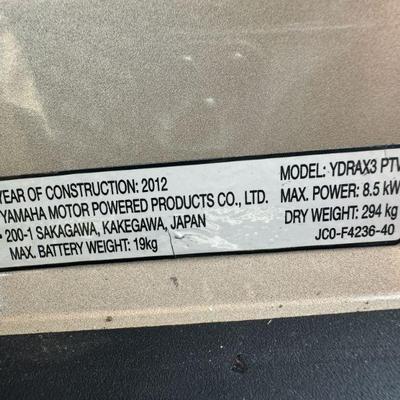 YEAR OF CONSTRUCTION: 2012
YAMAHA MOTOR POWERED PRODUCTS CO., LTD.
200-1 SAKAGAWA, KAKEGAWA, JAPAN
MAX. BATTERY WEIGHT: 19kg
MODEL: YDRAX3 PTV
MAX. POWER: 8.5 kW
DRY WEIGHT: 294 kg
JC0-F4236-40